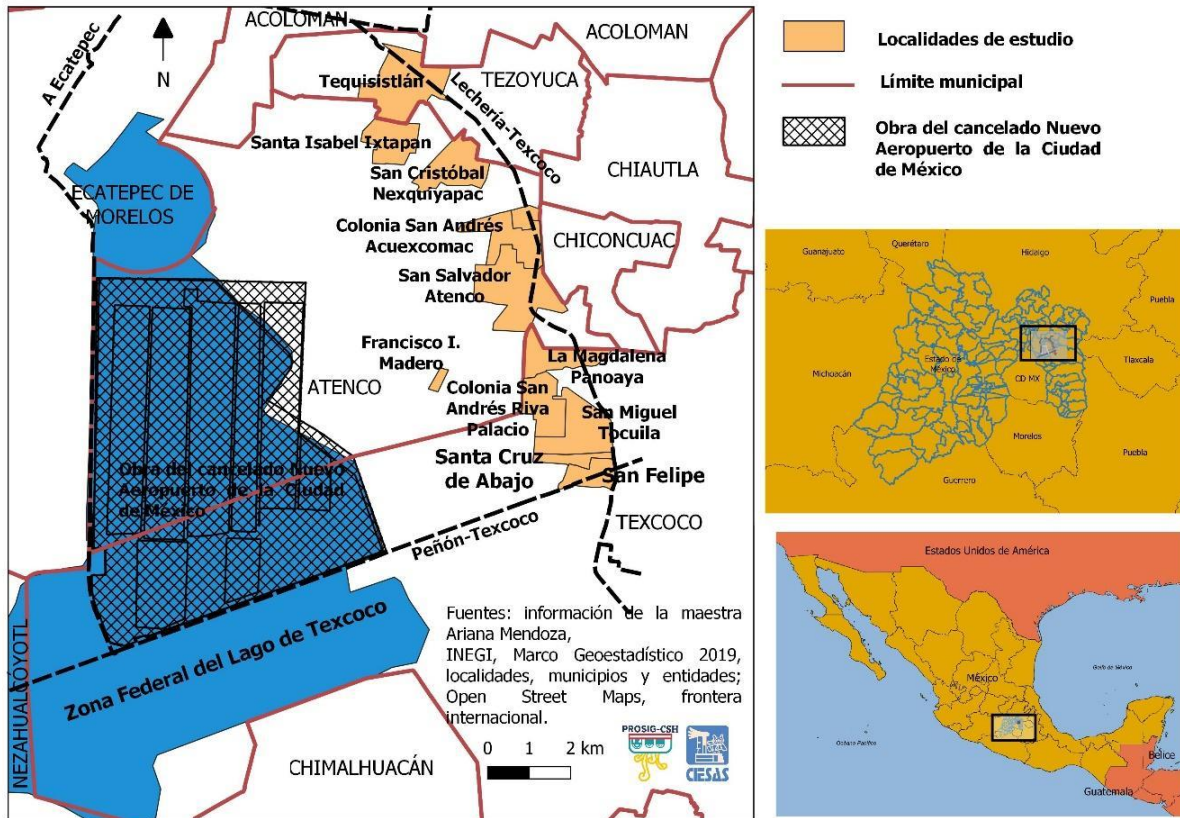 ACOLOMAN
ACOLOMAN
A Ecatepec
N
Tequisistlán
TEZOYUCA
Lechería-Texcoco
Santa Isabel Ixtapan
San Cristóbal
Nexquiyapac
CHIAUTLA
ECATEPEC DE
MORELOS
Colonia San Andrés
Acuexcomac
CHICONCUAC
San Salvador
Atenco
Francisco I.
Madero
La Magdalena
Panoaya
ATENCO
Colonia San
Andrés Riva
Palacio
San Miguel
Tocuila
Santa Cruz
de Abajo
San Felipe
Obra del cancelado Nuevo
Aeropuerto de la Ciudad
de México
Peñón-Texcoco
TEXCOCO
Zona Federal del Lago de Texcoco
NEZAHUALCÓYOTL
CHIMALHUACÁN
Fuentes: información de la maestra
Ariana Mendoza,
INEGI, Marco Geoestadístico 2019,
localidades, municipios y entidades;
Open Street Maps, frontera
internacional.
0 1 2 km
PROSIG-CSH
CIESAS
Localidades de estudio
Límite municipal
Obra del cancelado Nuevo
Aeropuerto de la Ciudad
de México
Guanajuato
Querétaro
Hidalgo
Puebla
Tlaxcala
Michoacán
Estado de
México
CD MX
Morelos
Puebla
Guerrero
Estados Unidos de América
México
Golfo de México
Océano Pacífico
Belice
Guatemala